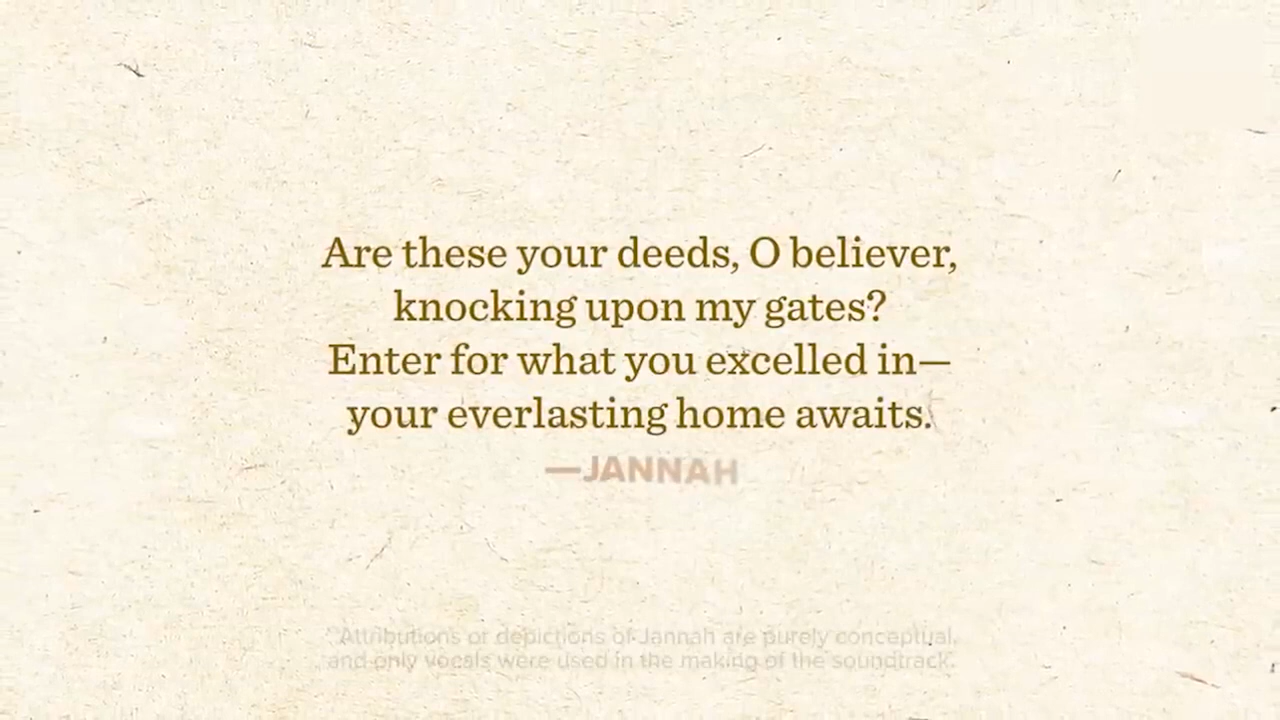 Are these your deeds, O believer,
knocking upon my gates?
Enter for what you excelled in—
your everlasting home awaits.
—JANNAH
*Attributions or depictions of Jannah are purely conceptual,
and only vocals were used in the making of the soundtrack.